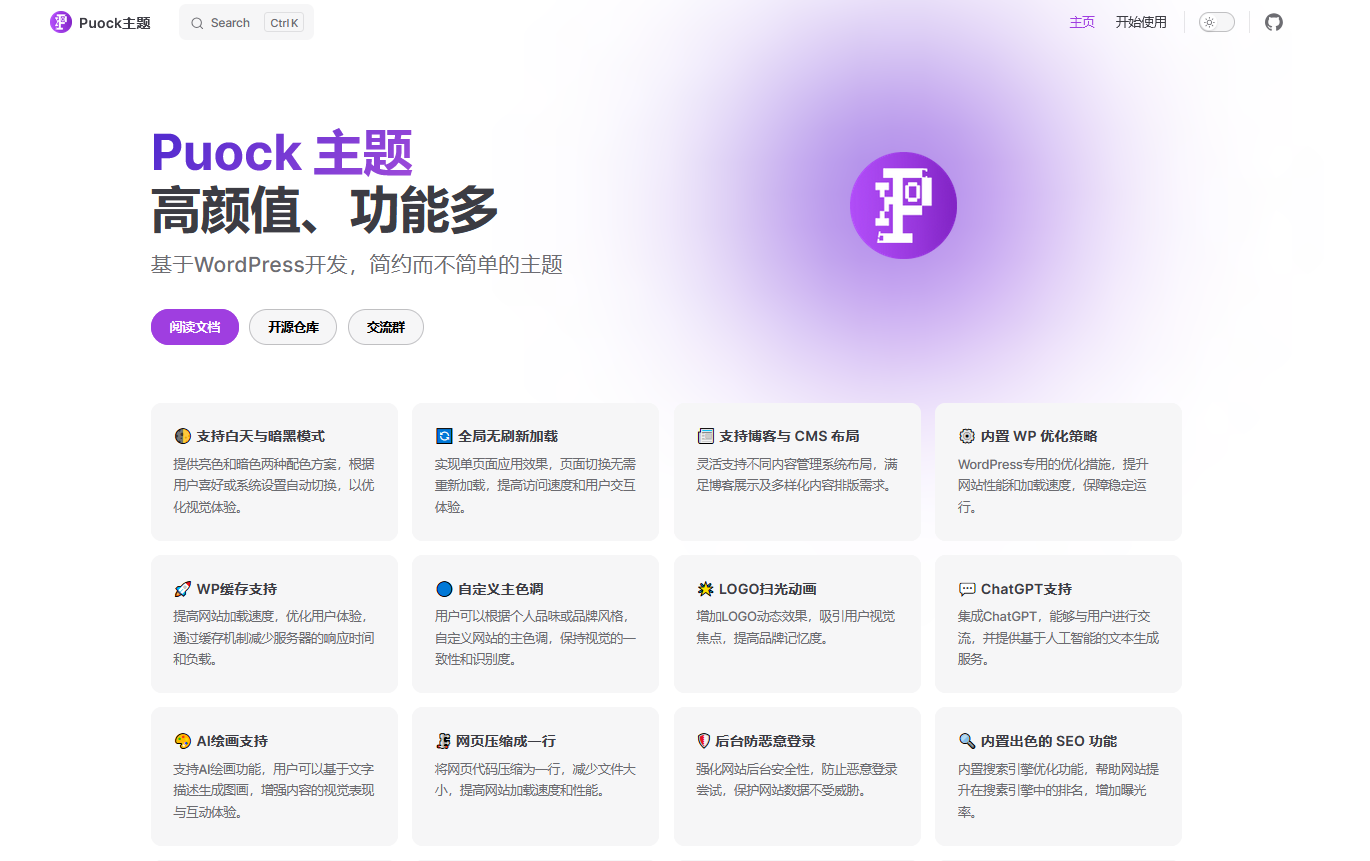 Puock主题
Search
Ctrl K
主页
开始使用
Puock 主题
高颜值、功能多
基于WordPress开发，简约而不简单的主题
阅读文档
开源仓库
交流群
支持白天与暗黑模式
提供亮色和暗色两种配色方案，根据
用户喜好或系统设置自动切换，以优
化视觉体验。
全局无刷新加载
实现单页面应用效果，页面切换无需
重新加载，提高访问速度和用户交互
体验。
支持博客与 CMS 布局
灵活支持不同内容管理系统布局，满
足博客展示及多样化内容排版需求。
内置 WP 优化策略
WordPress专用的优化措施，提升
网站性能和加载速度，保障稳定运
行。
WP缓存支持
提高网站加载速度，优化用户体验，
通过缓存机制减少服务器的响应时间
和负载。
自定义主色调
用户可以根据个人品味或品牌风格，
自定义网站的主色调，保持视觉的一
致性和识别度。
LOGO扫光动画
增加LOGO动态效果，吸引用户视觉
焦点，提高品牌记忆度。
ChatGPT支持
集成ChatGPT，能够与用户进行交
流，并提供基于人工智能的文本生成
服务。
AI绘画支持
支持AI绘画功能，用户可以基于文字
描述生成图画，增强内容的视觉表现
与互动体验。
网页压缩成一行
将网页代码压缩为一行，减少文件大
小，提高网站加载速度和性能。
后台防恶意登录
强化网站后台安全性，防止恶意登录
尝试，保护网站数据不受威胁。
内置出色的 SEO 功能
内置搜索引擎优化功能，帮助网站提
升在搜索引擎中的排名，增加曝光
率。